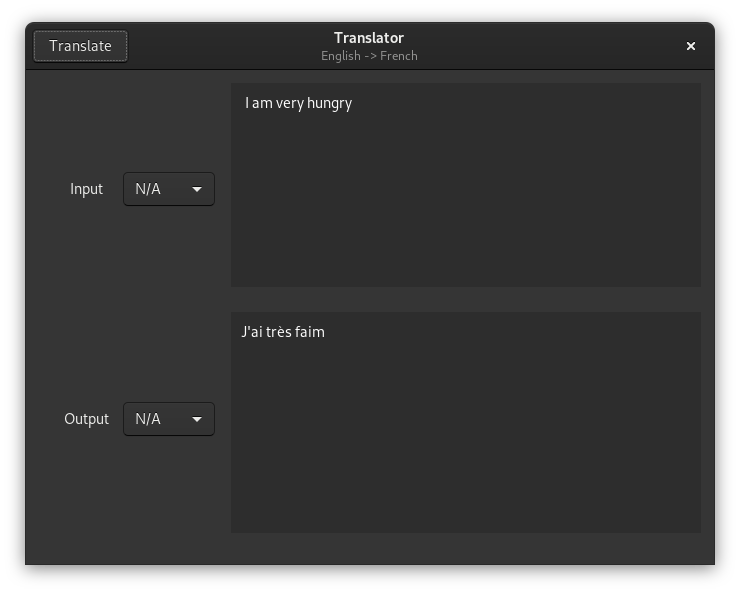 Translate
Translator
English -> French
I am very hungry
Input
N/A
J'ai très faim
Output
N/A